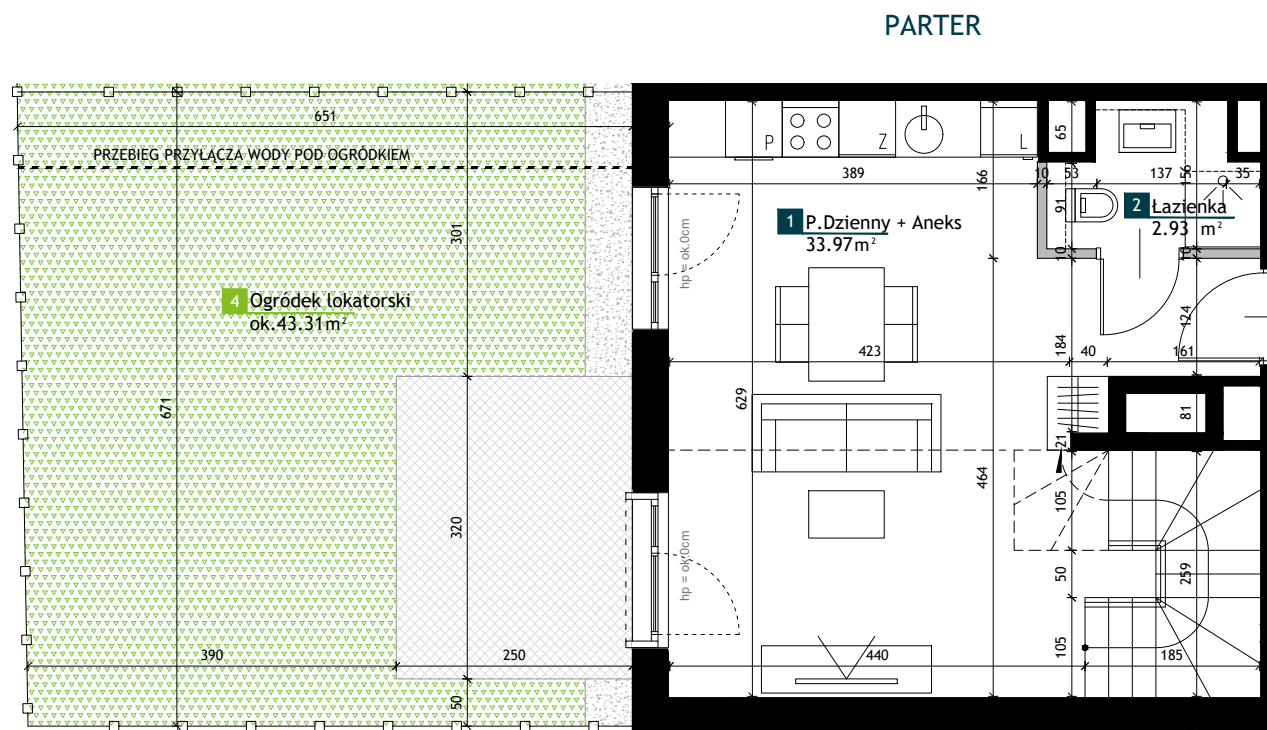 PARTER
651
PRZEBIEG PRZYŁĄCZA WODY POD OGRÓDKIEM
P
Z
L
65
389
166
10
53
137
156
35
91
1 P.Dzienny + Aneks
33.97m²
2 Łazienka
2.93 m²
301
hp = ok.0cm
10
10
4 Ogródek lokatorski
ok.43.31m²
124
184
423
40
161
671
629
81
21
464
105
320
hp = ok.0cm
50
259
390
250
440
105
185
50